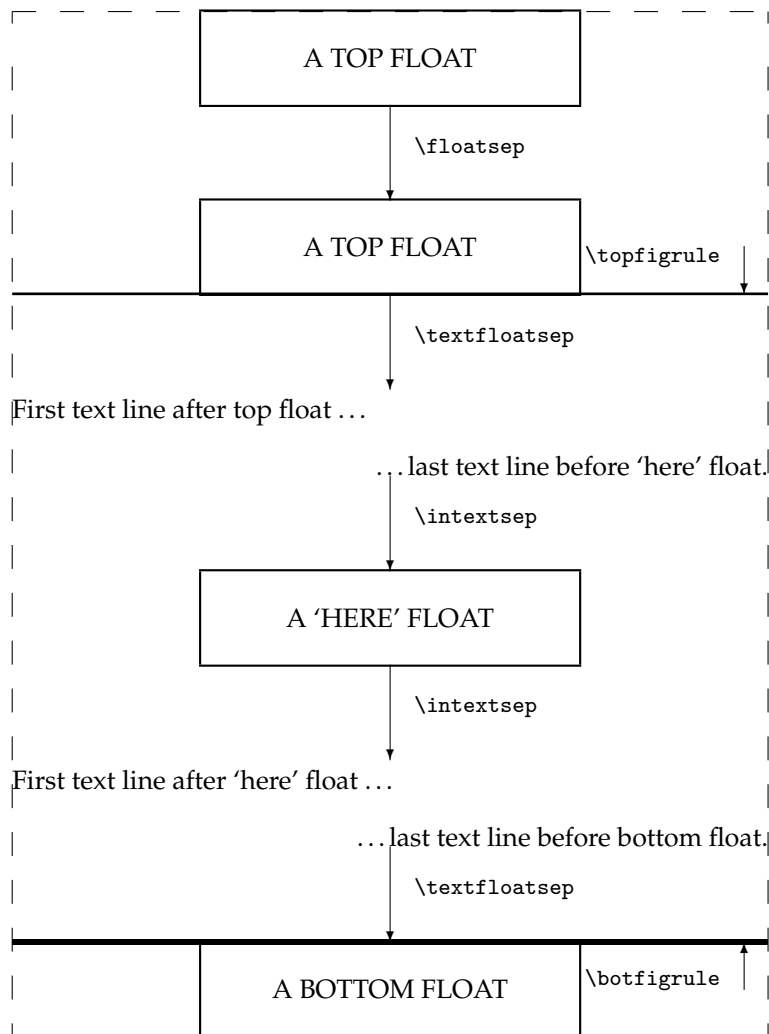 A TOP FLOAT
\floatsep
A TOP FLOAT
\topfigrule
\textfloatsep
First text line after top float ...
...last text line before ‘here’ float.
\intextsep
A ‘HERE’ FLOAT
\intextsep
First text line after ‘here’ float ...
...last text line before bottom float.
\textfloatsep
\botfigrule
A BOTTOM FLOAT